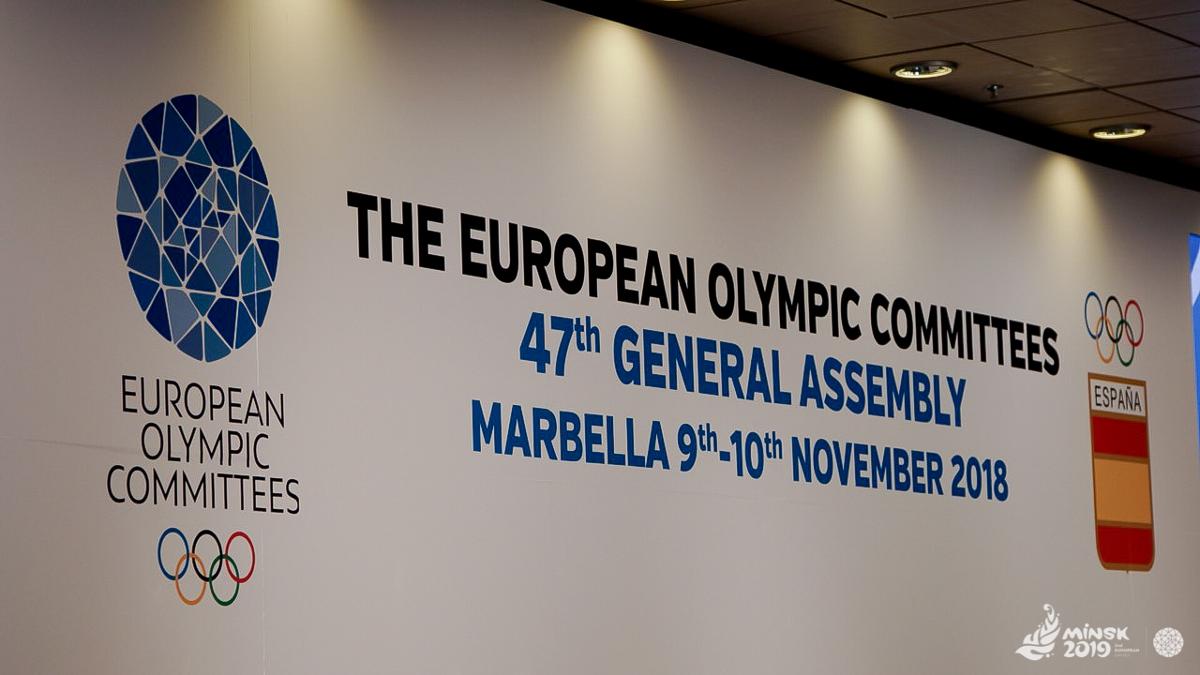 EUROPEAN
OLYMPIC
COMMITTEES
THE EUROPEAN OLYMPIC COMMITTEES
47th GENERAL ASSEMBLY
MARBELLA 9th-10th NOVEMBER 2018
ESPAÑA
MINSK
2019